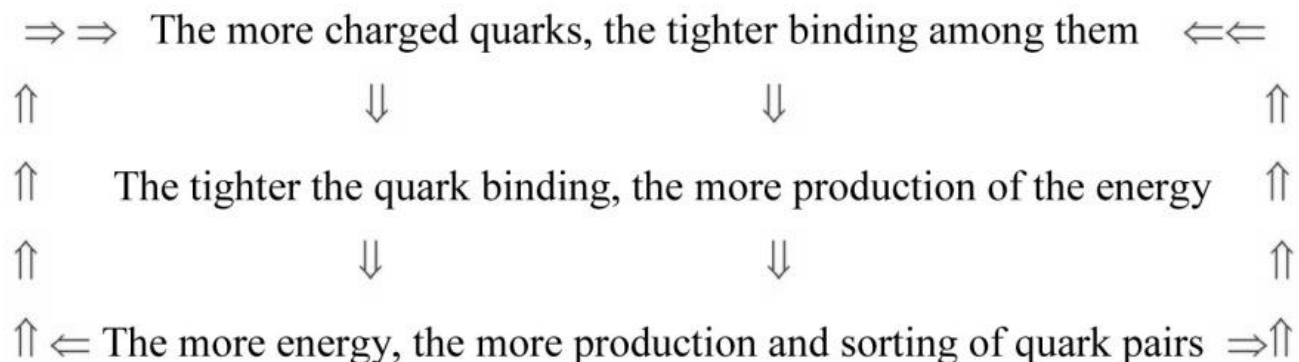 ⇒⇒ The more charged quarks, the tighter binding among them ⇐⇐
⇑ ⇓ ⇓ ⇑
⇑ The tighter the quark binding, the more production of the energy ⇑
⇑ ⇓ ⇓ ⇑
⇑⇐ The more energy, the more production and sorting of quark pairs ⇒⇑